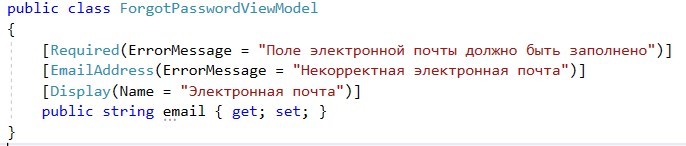 public class ForgotPasswordViewModel
{
[Required(ErrorMessage = "Поле электронной почты должно быть заполнено")]
[EmailAddress(ErrorMessage = "Некорректная электронная почта")]
[Display(Name = "Электронная почта")]
public string email { get; set; }
}